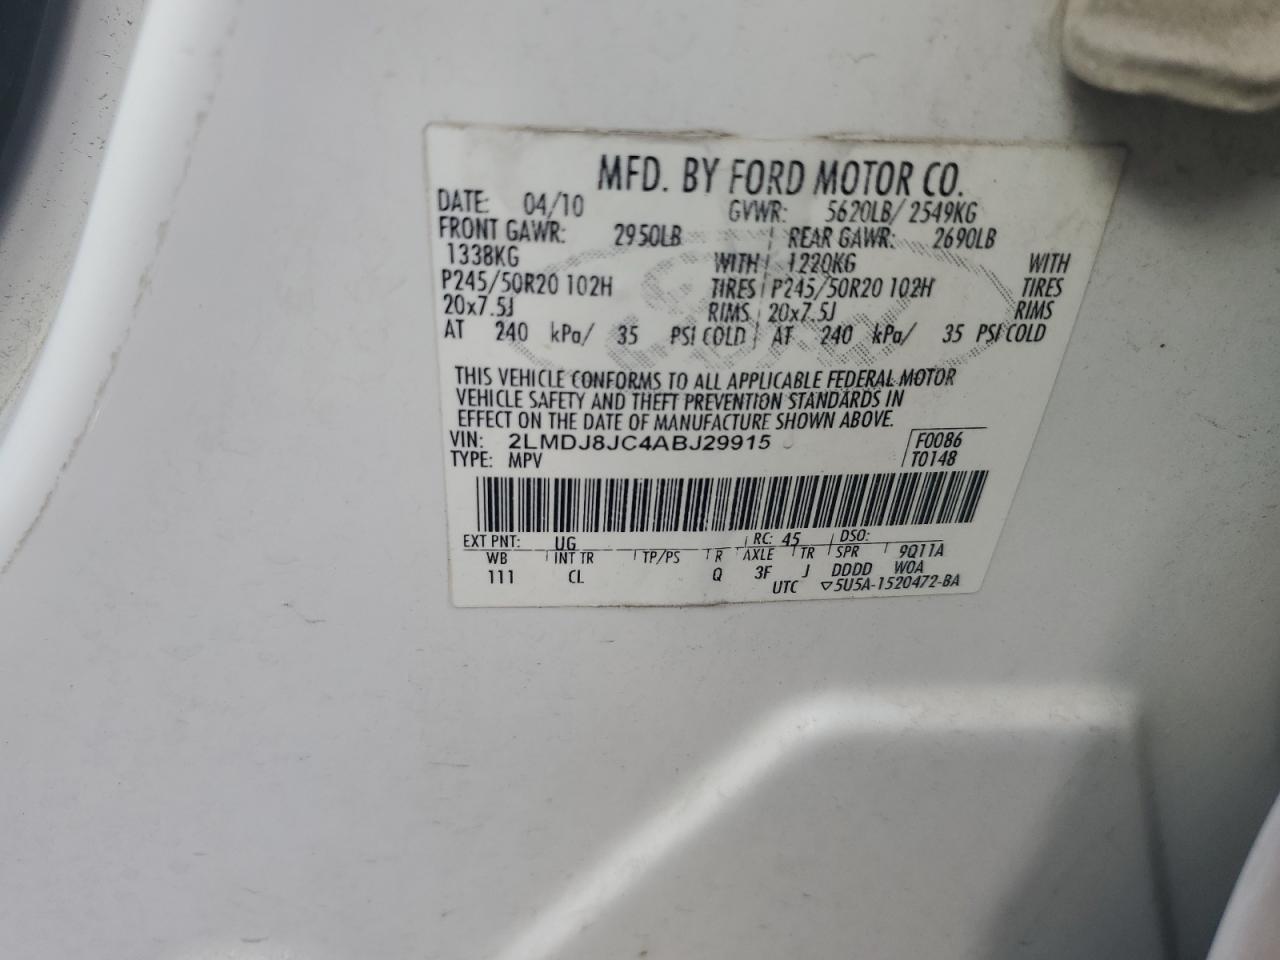 MFD. BY FORD MOTOR CO.
DATE: 04/10 GVWR: 5620LB/ 2549KG
FRONT GAWR: 2950LB REAR GAWR: 2690LB
1338KG WITH 1220KG WITH
P245/50R20 102H TIRES P245/50R20 102H TIRES
20x7.5J RIMS 20x7.5J RIMS
AT 240 kPa/ 35 PSI COLD AT 240 kPa/ 35 PSI COLD
THIS VEHICLE CONFORMS TO ALL APPLICABLE FEDERAL MOTOR
VEHICLE SAFETY AND THEFT PREVENTION STANDARDS IN
EFFECT ON THE DATE OF MANUFACTURE SHOWN ABOVE.
VIN: 2LMDJ8JC4ABJ29915 F0086
TYPE: MPV T0148
EXT PNT: UG RC: 45 DSO:
WB INT TR TP/PS R AXLE TR SPR 9Q11A
111 CL Q 3F J DDDD WOA
UTC ▽5U5A-1520472-BA